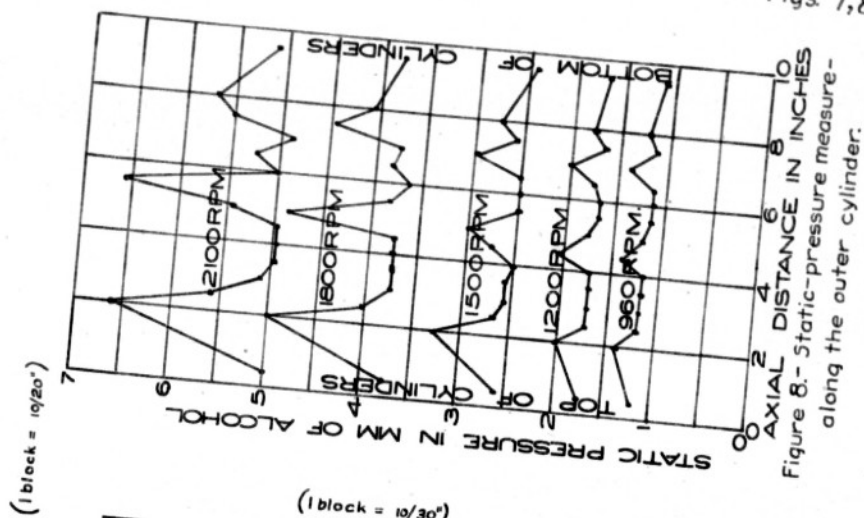 Figs. 7,8
2100 RPM
1800 RPM
1500 RPM
1200 RPM
960 RPM.
TOP OF CYLINDERS
BOTTOM OF CYLINDERS
7 6 5 4 3 2 1 0
STATIC PRESSURE IN MM OF ALCOHOL
0 2 4 6 8 10
AXIAL DISTANCE IN INCHES
Figure 8.- Static-pressure measure-
along the outer cylinder.
(1 block = 10/20")
(1 block = 10/30")